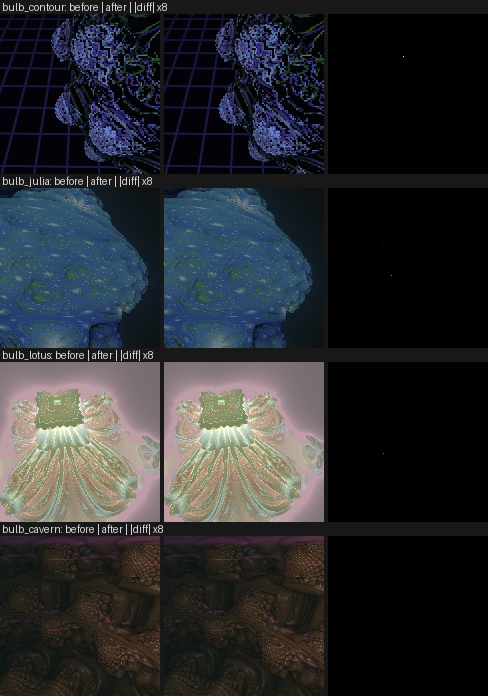 bulb_contour: before | after | |diff| x8
bulb_julia: before | after | |diff| x8
bulb_lotus: before | after | |diff| x8
bulb_cavern: before | after | |diff| x8